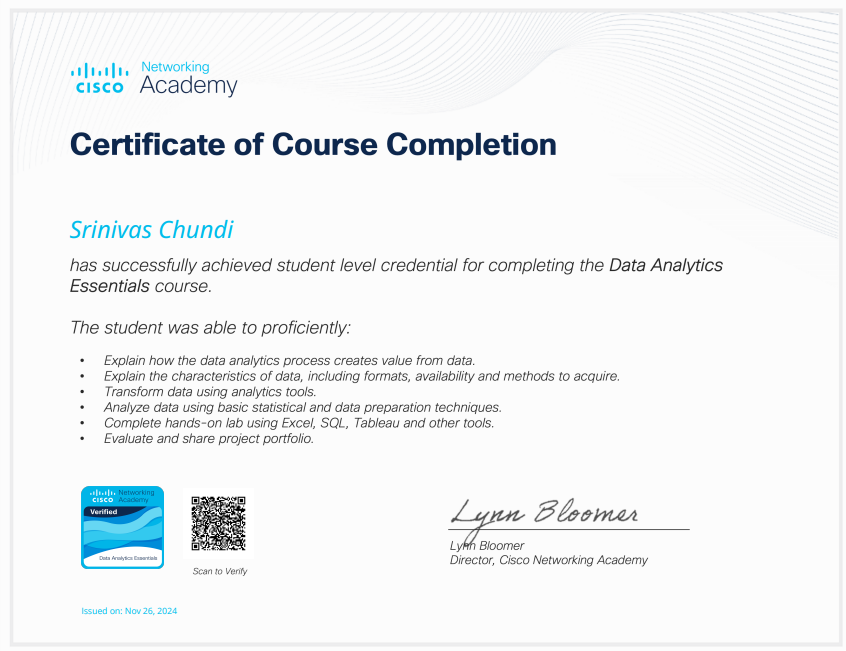 Networking
CISCO Academy
Certificate of Course Completion
Srinivas Chundi
has successfully achieved student level credential for completing the Data Analytics
Essentials course.
The student was able to proficiently:
• Explain how the data analytics process creates value from data.
• Explain the characteristics of data, including formats, availability and methods to acquire.
• Transform data using analytics tools.
• Analyze data using basic statistical and data preparation techniques.
• Complete hands-on lab using Excel, SQL, Tableau and other tools.
• Evaluate and share project portfolio.
Networking
CISCO Academy
Verified
Data Analytics Essentials
Scan to Verify
Lynn Bloomer
Lynn Bloomer
Director, Cisco Networking Academy
Issued on: Nov 26, 2024